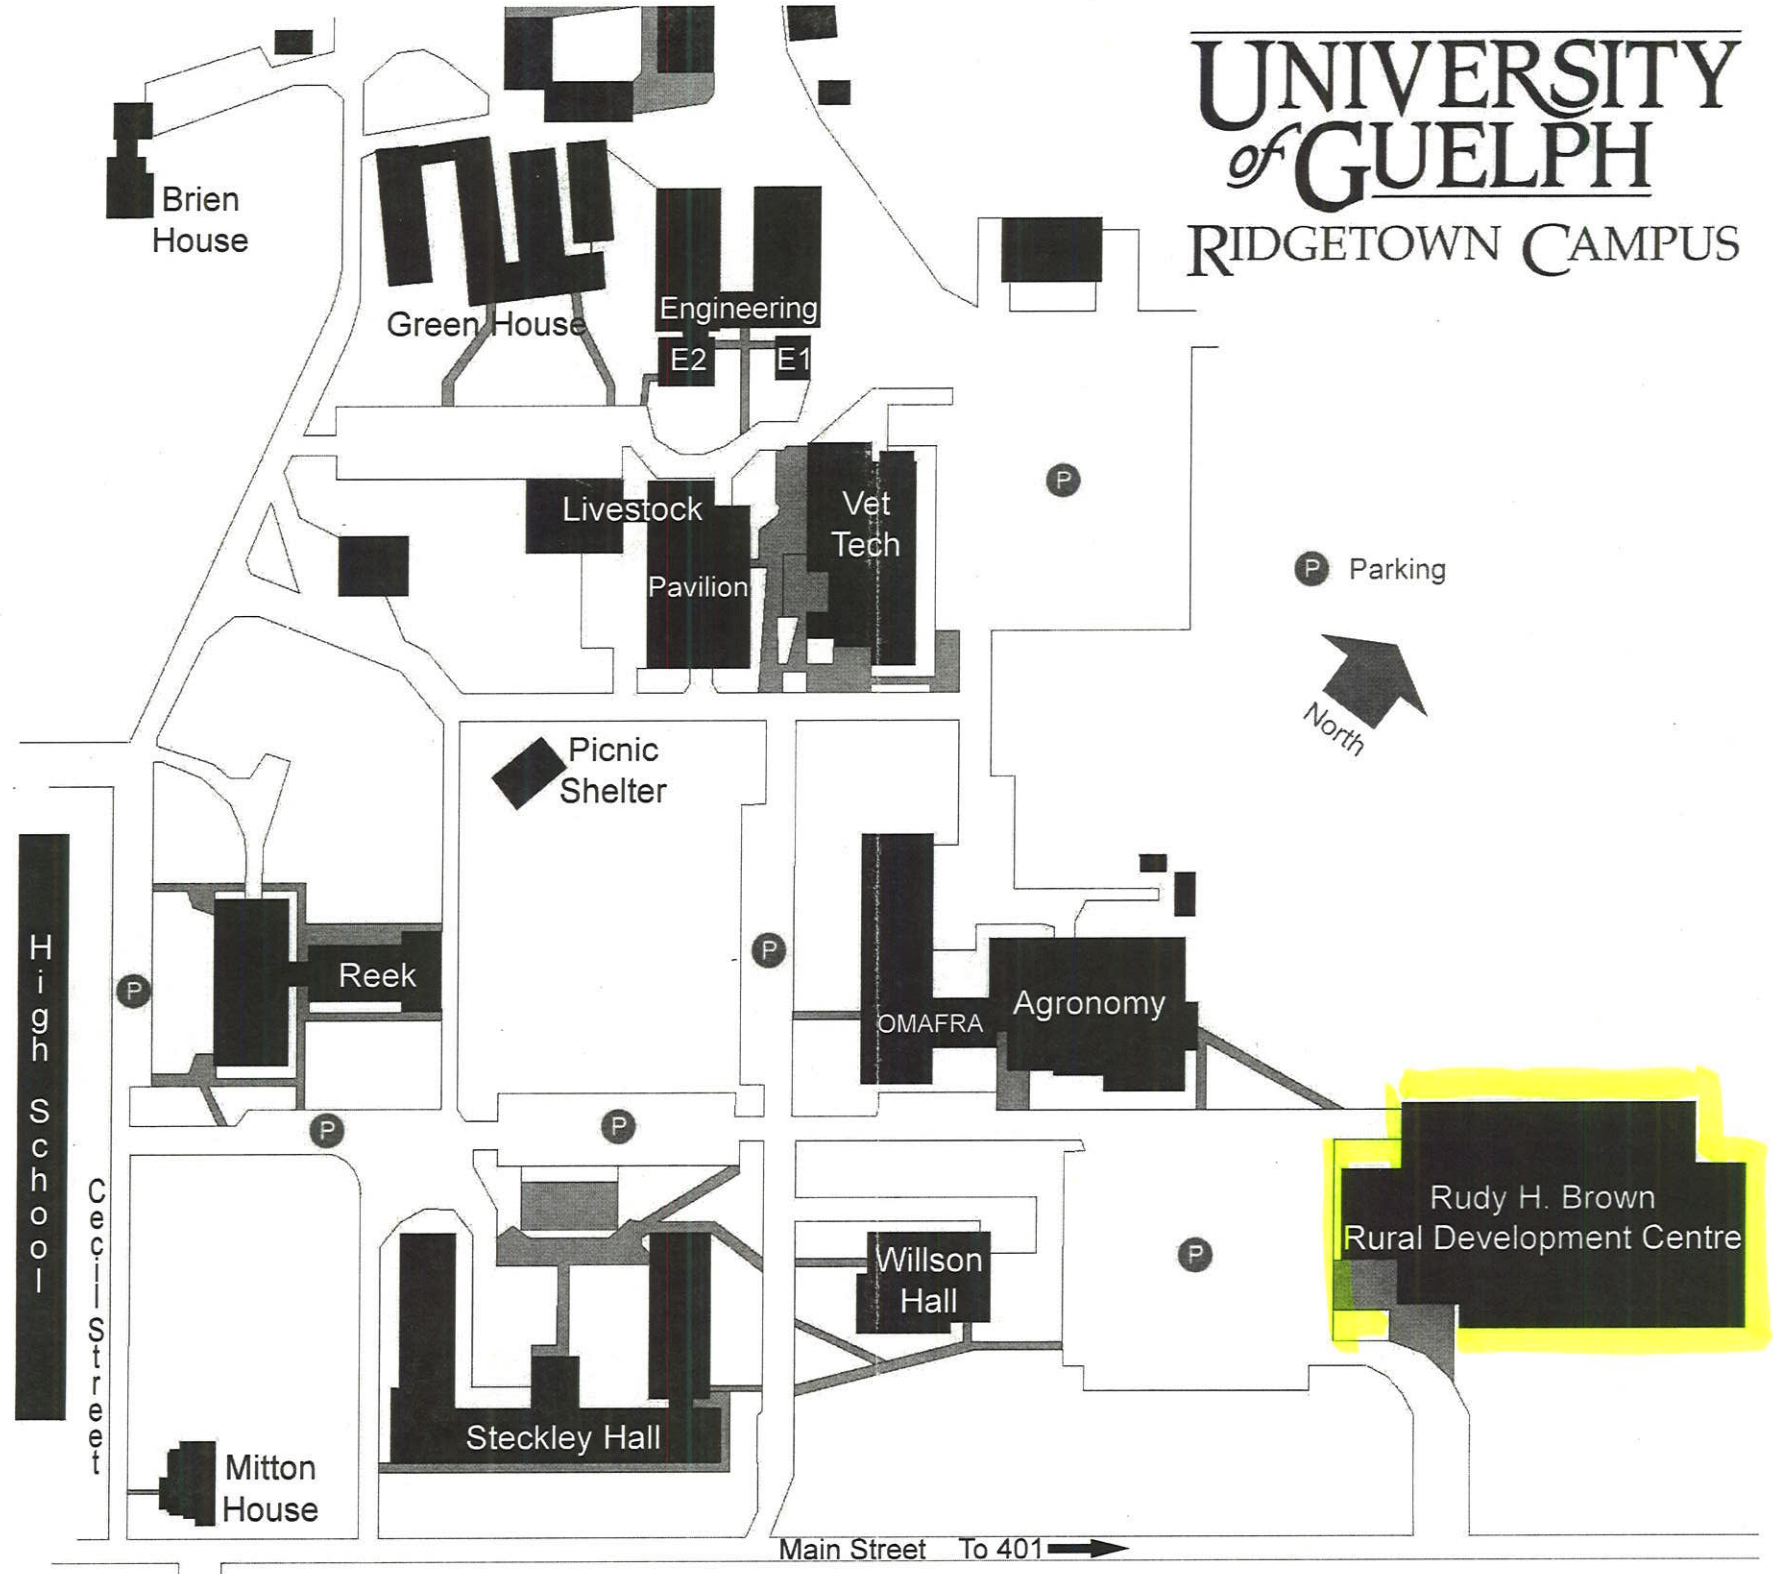 UNIVERSITY
of GUELPH
RIDGETOWN CAMPUS
Brien
House
Green House
Engineering
E2
E1
Livestock
Pavilion
Vet
Tech
P
P Parking
North
Picnic
Shelter
High School
P
Reek
P
OMAFRA
Agronomy
P
P
Cecil Street
Rudy H. Brown
Rural Development Centre
P
Willson
Hall
Steckley Hall
Mitton
House
Main Street To 401